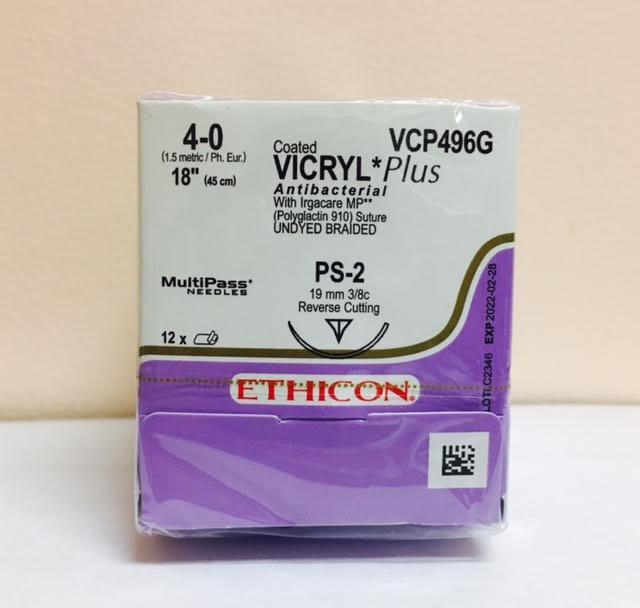 4-0
(1.5 metric / Ph. Eur.)
18" (45 cm)
Coated
VCP496G
VICRYL* Plus
Antibacterial
With Irgacare MP**
(Polyglactin 910) Suture
UNDYED BRAIDED
MultiPass*
NEEDLES
PS-2
19 mm 3/8c
Reverse Cutting
12 x
LOTLC2346 EXP 2022-02-28
ETHICON